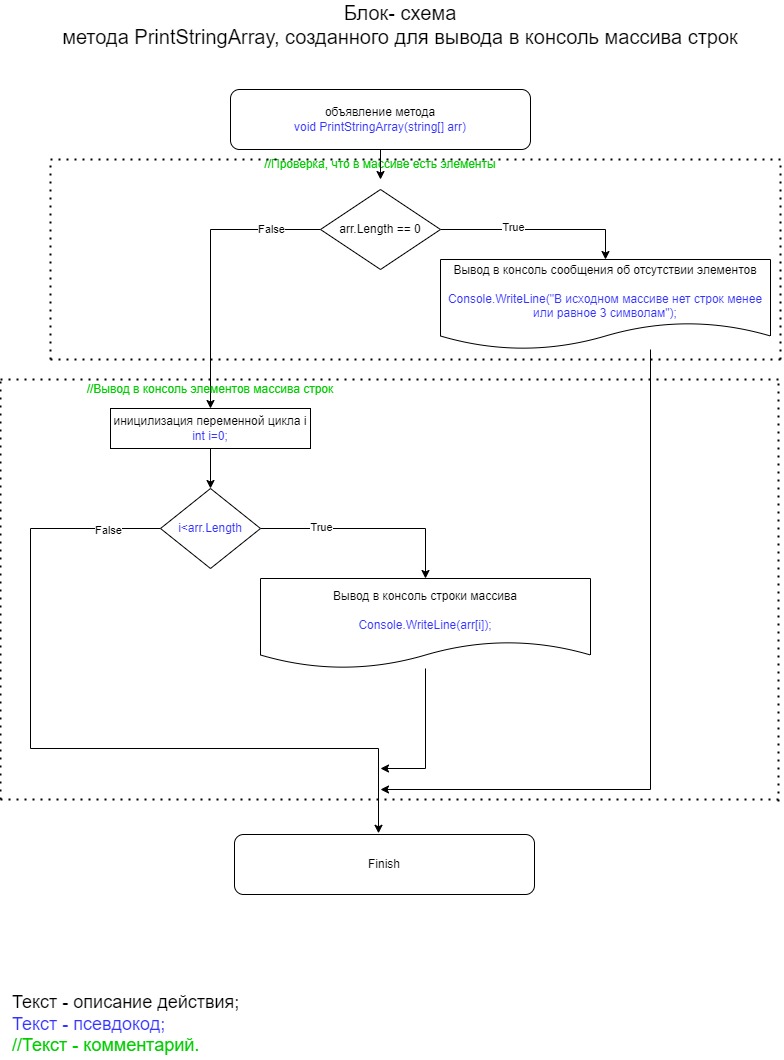 Блок- схема
метода PrintStringArray, созданного для вывода в консоль массива строк
объявление метода
void PrintStringArray(string[] arr)
//Проверка, что в массиве есть элементы
False
arr.Length == 0
True
Вывод в консоль сообщения об отсутствии элементов
Console.WriteLine("В исходном массиве нет строк менее
или равное 3 символам");
//Вывод в консоль элементов массива строк
иницилизация переменной цикла i
int i=0;
False
i<arr.Length
True
Вывод в консоль строки массива
Console.WriteLine(arr[i]);
Finish
Текст - описание действия;
Текст - псевдокод;
//Текст - комментарий.